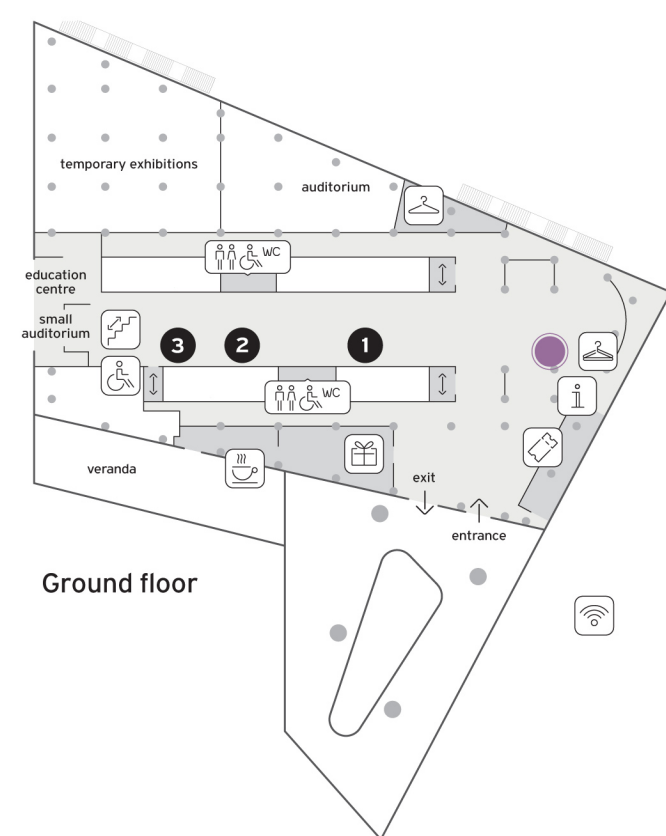 temporary exhibitions
auditorium
WC
education
centre
small
auditorium
3
2
1
WC
i
veranda
exit
entrance
Ground floor